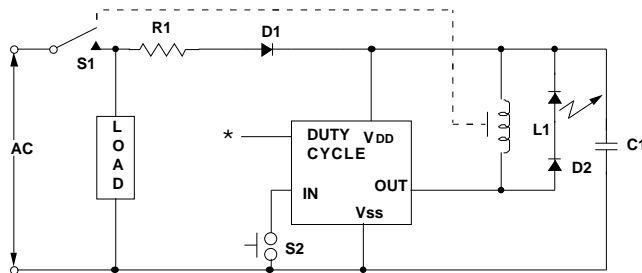 R1
D1
S1
L
O
A
D
AC
*
DUTY
CYCLE
VDD
IN
OUT
VSS
S2
L1
D2
C1